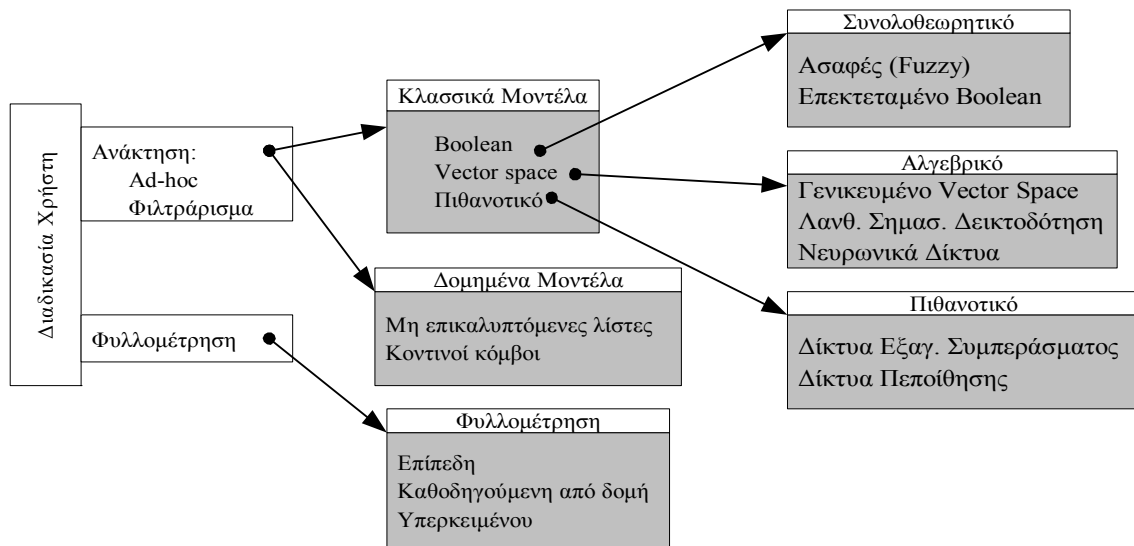 Διαδικασία Χρήστη
Ανάκτηση:
Ad-hoc
Φιλτράρισμα
Φυλλομέτρηση
Κλασσικά Μοντέλα
Boolean
Vector space
Πιθανοτικό
Δομημένα Μοντέλα
Μη επικαλυπτόμενες λίστες
Κοντινοί κόμβοι
Φυλλομέτρηση
Επίπεδη
Καθοδηγούμενη από δομή
Υπερκειμένου
Συνολοθεωρητικό
Ασαφές (Fuzzy)
Επεκτεταμένο Boolean
Αλγεβρικό
Γενικευμένο Vector Space
Λανθ. Σημασ. Δεικτοδότηση
Νευρωνικά Δίκτυα
Πιθανοτικό
Δίκτυα Εξαγ. Συμπεράσματος
Δίκτυα Πεποίθησης